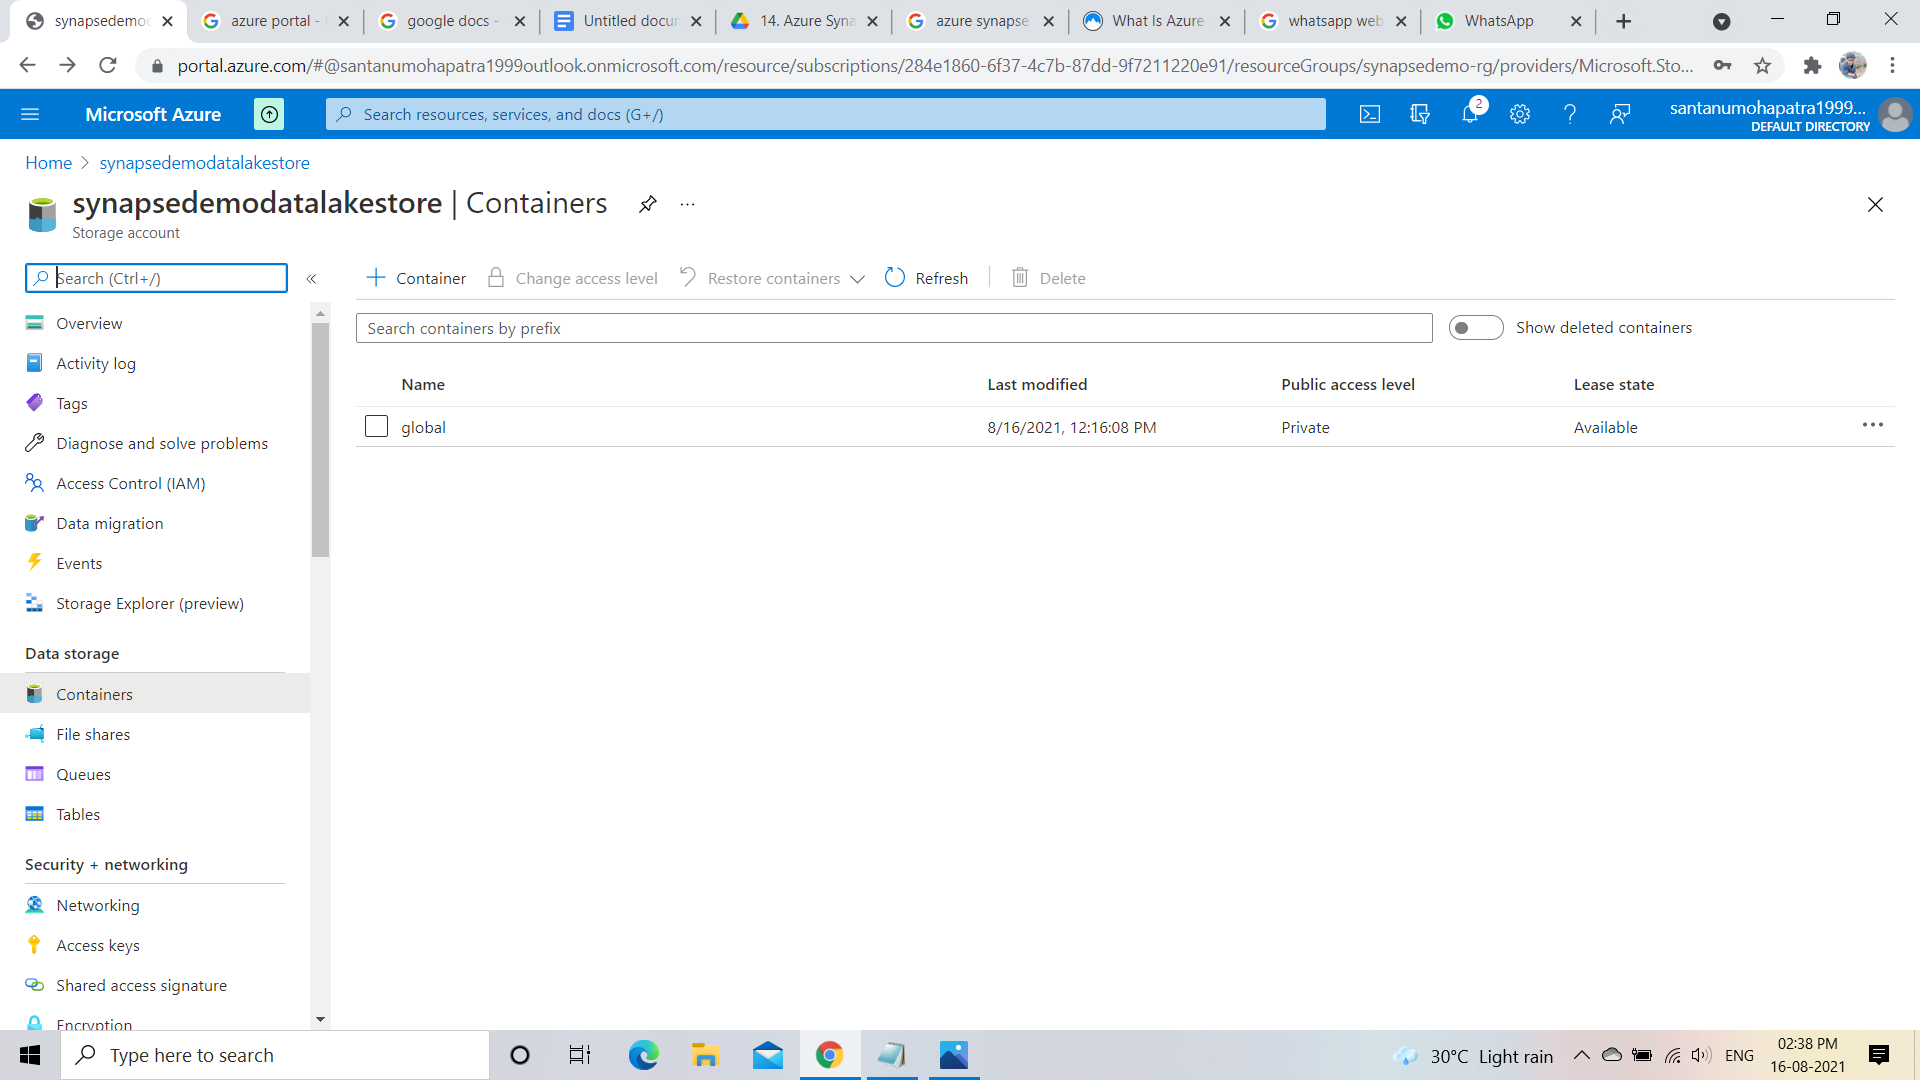 synapsedemod
azure portal -
google docs -
Untitled docum
14. Azure Syna
azure synapse
What Is Azure
whatsapp web
WhatsApp
portal.azure.com/#@santanumohapatra1999outlook.onmicrosoft.com/resource/subscriptions/284e1860-6f37-4c7b-87dd-9f7211220e91/resourceGroups/synapsedemo-rg/providers/Microsoft.Sto...
Microsoft Azure
Search resources, services, and docs (G+/)
2
santanumohapatra1999...
DEFAULT DIRECTORY
Home > synapsedemodatalakestore
synapsedemodatalakestore | Containers
...
Storage account
Search (Ctrl+/)
«
Container
Change access level
Restore containers
Refresh
Delete
Search containers by prefix
Show deleted containers
Name Last modified Public access level Lease state
global 8/16/2021, 12:16:08 PM Private Available ...
Overview
Activity log
Tags
Diagnose and solve problems
Access Control (IAM)
Data migration
Events
Storage Explorer (preview)
Data storage
Containers
File shares
Queues
Tables
Security + networking
Networking
Access keys
Shared access signature
Encryption
Type here to search
30°C Light rain
ENG
02:38 PM
16-08-2021